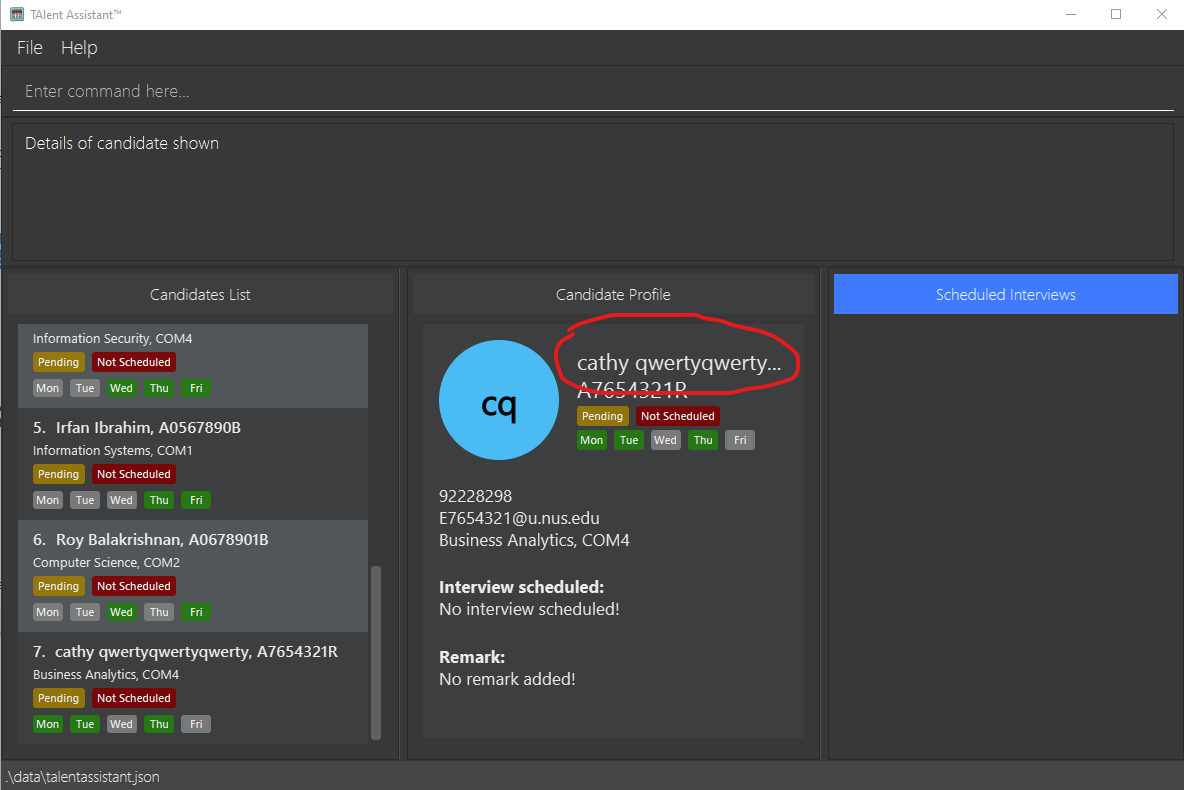 TAlent Assistant™
File Help
Enter command here...
Details of candidate shown
Candidates List
Information Security, COM4
Pending Not Scheduled
Mon Tue Wed Thu Fri
5. Irfan Ibrahim, A0567890B
Information Systems, COM1
Pending Not Scheduled
Mon Tue Wed Thu Fri
6. Roy Balakrishnan, A0678901B
Computer Science, COM2
Pending Not Scheduled
Mon Tue Wed Thu Fri
7. cathy qwertyqwertyqwerty, A7654321R
Business Analytics, COM4
Pending Not Scheduled
Mon Tue Wed Thu Fri
Candidate Profile
cq
cathy qwertyqwerty...
A7654321R
Pending Not Scheduled
Mon Tue Wed Thu Fri
92228298
E7654321@u.nus.edu
Business Analytics, COM4
Interview scheduled:
No interview scheduled!
Remark:
No remark added!
Scheduled Interviews
.\data\talentassistant.json